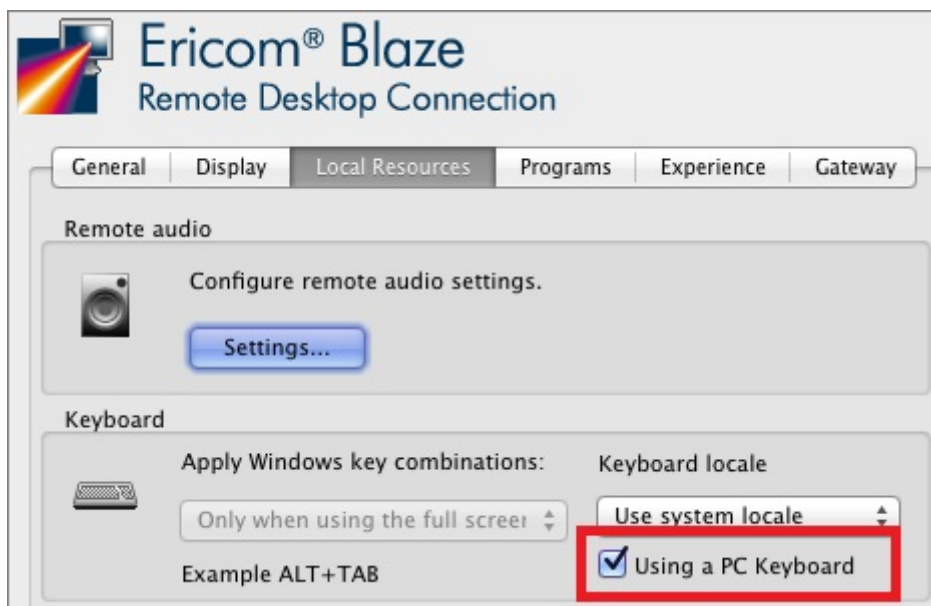 Ericom® Blaze
Remote Desktop Connection
General Display Local Resources Programs Experience Gateway
Remote audio
Configure remote audio settings.
Settings...
Keyboard
Apply Windows key combinations: Keyboard locale
Only when using the full screer Use system locale
Example ALT+TAB Using a PC Keyboard